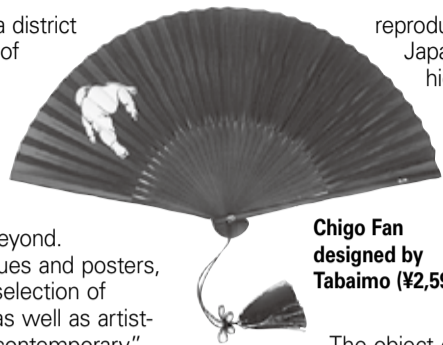 a district
of
eyond.
ues and posters,
selection of
as well as artist-
contemporary"
reprodu
Japa
hi
Chigo Fan
designed by
Tabaimo (¥2,59
The object